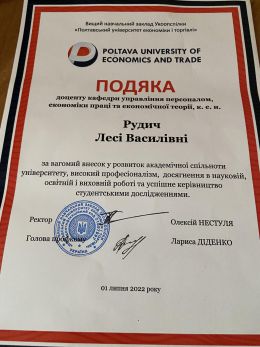 Вищий навчальний заклад Укоопспілки
«Полтавський університет економіки і торгівлі»
POLTAVA UNIVERSITY OF
ECONOMICS AND TRADE
ПОДЯКА
доценту кафедри управління персоналом,
економіки праці та економічної теорії, к. е. н.
Рудич
Лесі Василівні
за вагомий внесок у розвиток академічної спільноти
університету, високий професіоналізм, досягнення в науковій,
освітній і виховній роботі та успішне керівництво
студентськими дослідженнями.
Ректор
Олексій НЕСТУЛЯ
Голова профкому
Лариса ДІДЕНКО
01 липня 2022 року